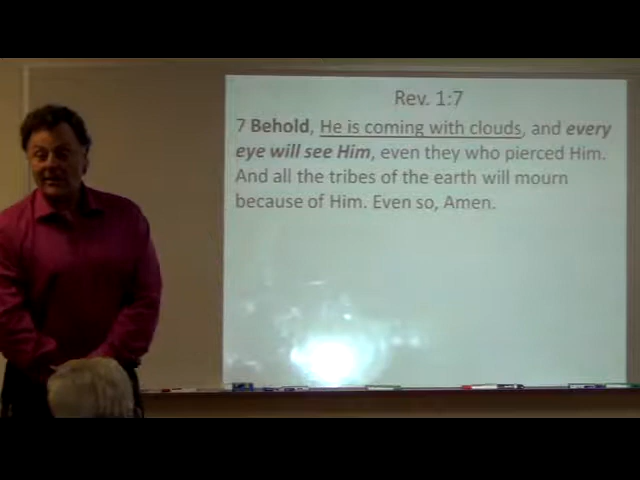 Rev. 1:7
7 Behold, He is coming with clouds, and every
eye will see Him, even they who pierced Him.
And all the tribes of the earth will mourn
because of Him. Even so, Amen.